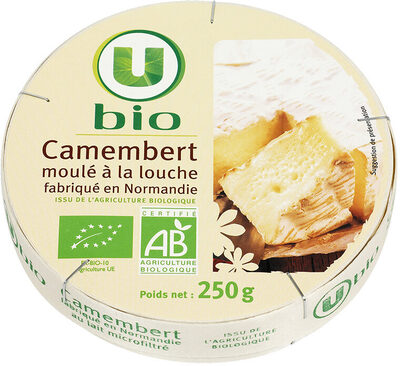 U
bio
Camembert
moulé à la louche
fabriqué en Normandie
ISSU DE L'AGRICULTURE BIOLOGIQUE
CERTIFIÉ
AB
AGRICULTURE
BIOLOGIQUE
Agriculture UE
Poids net : 250g
Suggestion de présentation
bio
Camembert
fabriqué en Normandie
au lait microfiltré
ISSU DE
L'AGRICULTURE
BIOLOGIQUE
U
bio